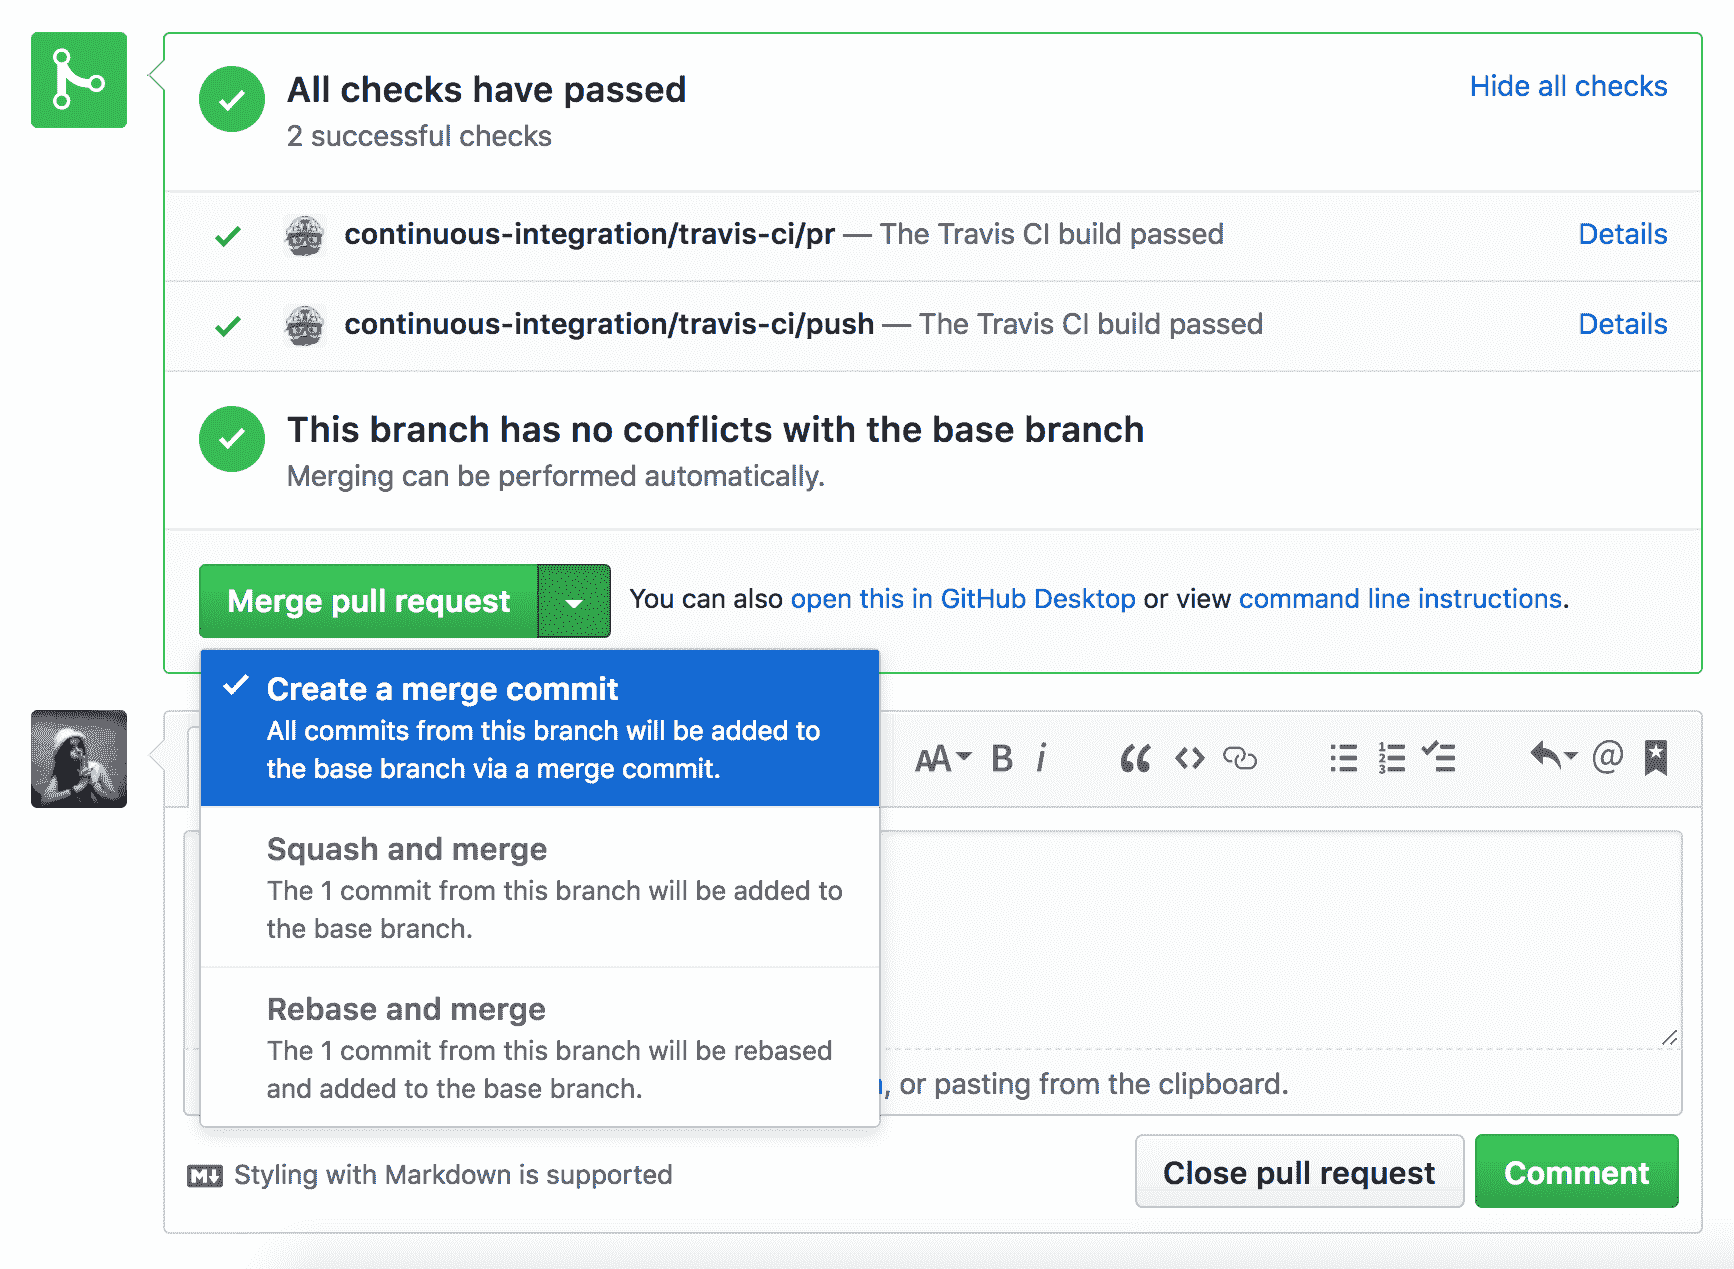 All checks have passed
Hide all checks
2 successful checks
continuous-integration/travis-ci/pr — The Travis CI build passed
Details
continuous-integration/travis-ci/push — The Travis CI build passed
Details
This branch has no conflicts with the base branch
Merging can be performed automatically.
Merge pull request
You can also open this in GitHub Desktop or view command line instructions.
Create a merge commit
All commits from this branch will be added to
the base branch via a merge commit.
AA B i “ <> 1 2 3 @
Squash and merge
The 1 commit from this branch will be added to
the base branch.
Rebase and merge
The 1 commit from this branch will be rebased
and added to the base branch.
, or pasting from the clipboard.
M Styling with Markdown is supported
Close pull request
Comment